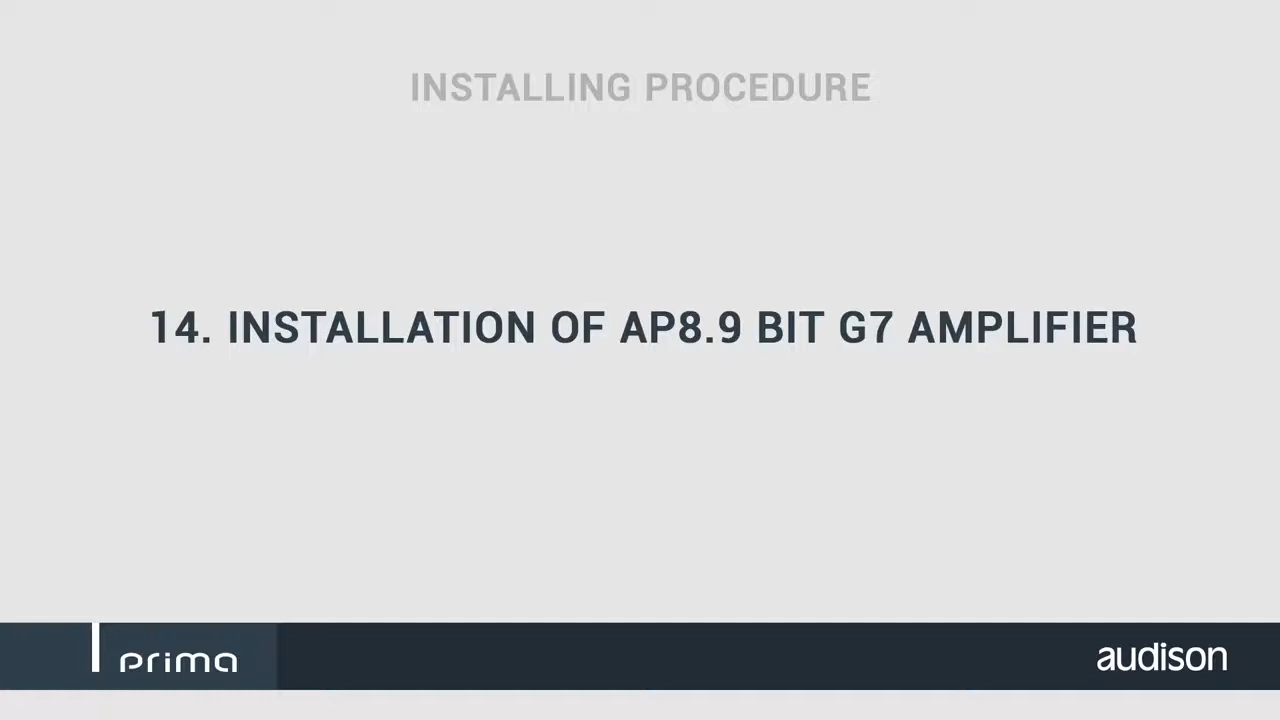 INSTALLING PROCEDURE
14. INSTALLATION OF AP8.9 BIT G7 AMPLIFIER
prima
audison